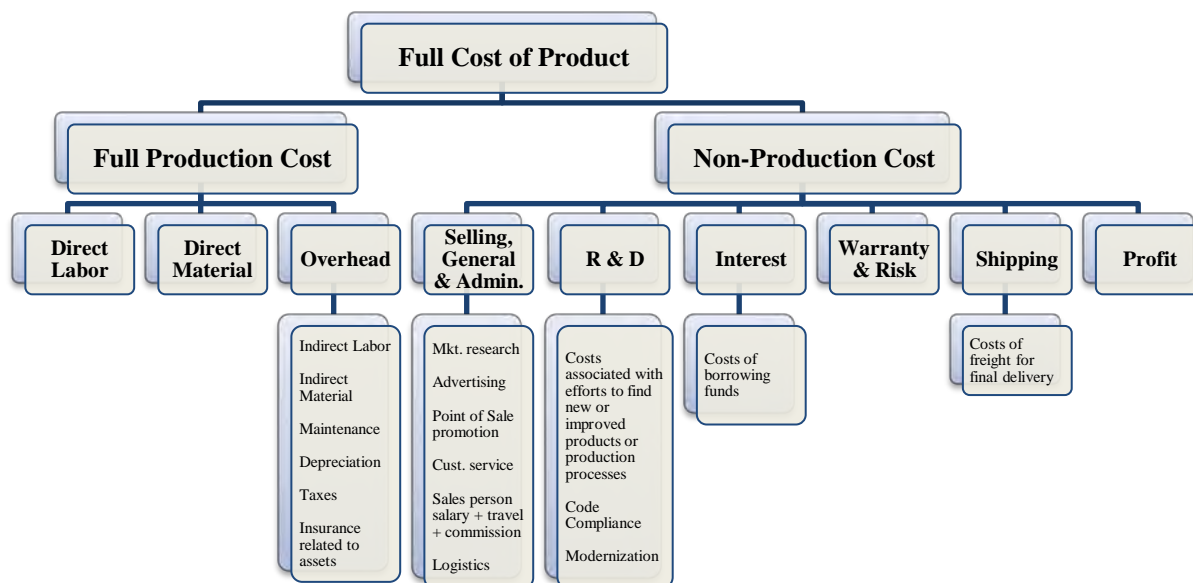 Full Cost of Product
Full Production Cost
Non-Production Cost
Direct
Labor
Direct
Material
Overhead
Selling,
General
& Admin.
R & D
Interest
Warranty
& Risk
Shipping
Profit
Indirect Labor
Indirect
Material
Maintenance
Depreciation
Taxes
Insurance
related to
assets
Mkt. research
Advertising
Point of Sale
promotion
Cust. service
Sales person
salary + travel
+ commission
Logistics
Costs
associated with
efforts to find
new or
improved
products or
production
processes
Code
Compliance
Modernization
Costs of
borrowing
funds
Costs of
freight for
final delivery